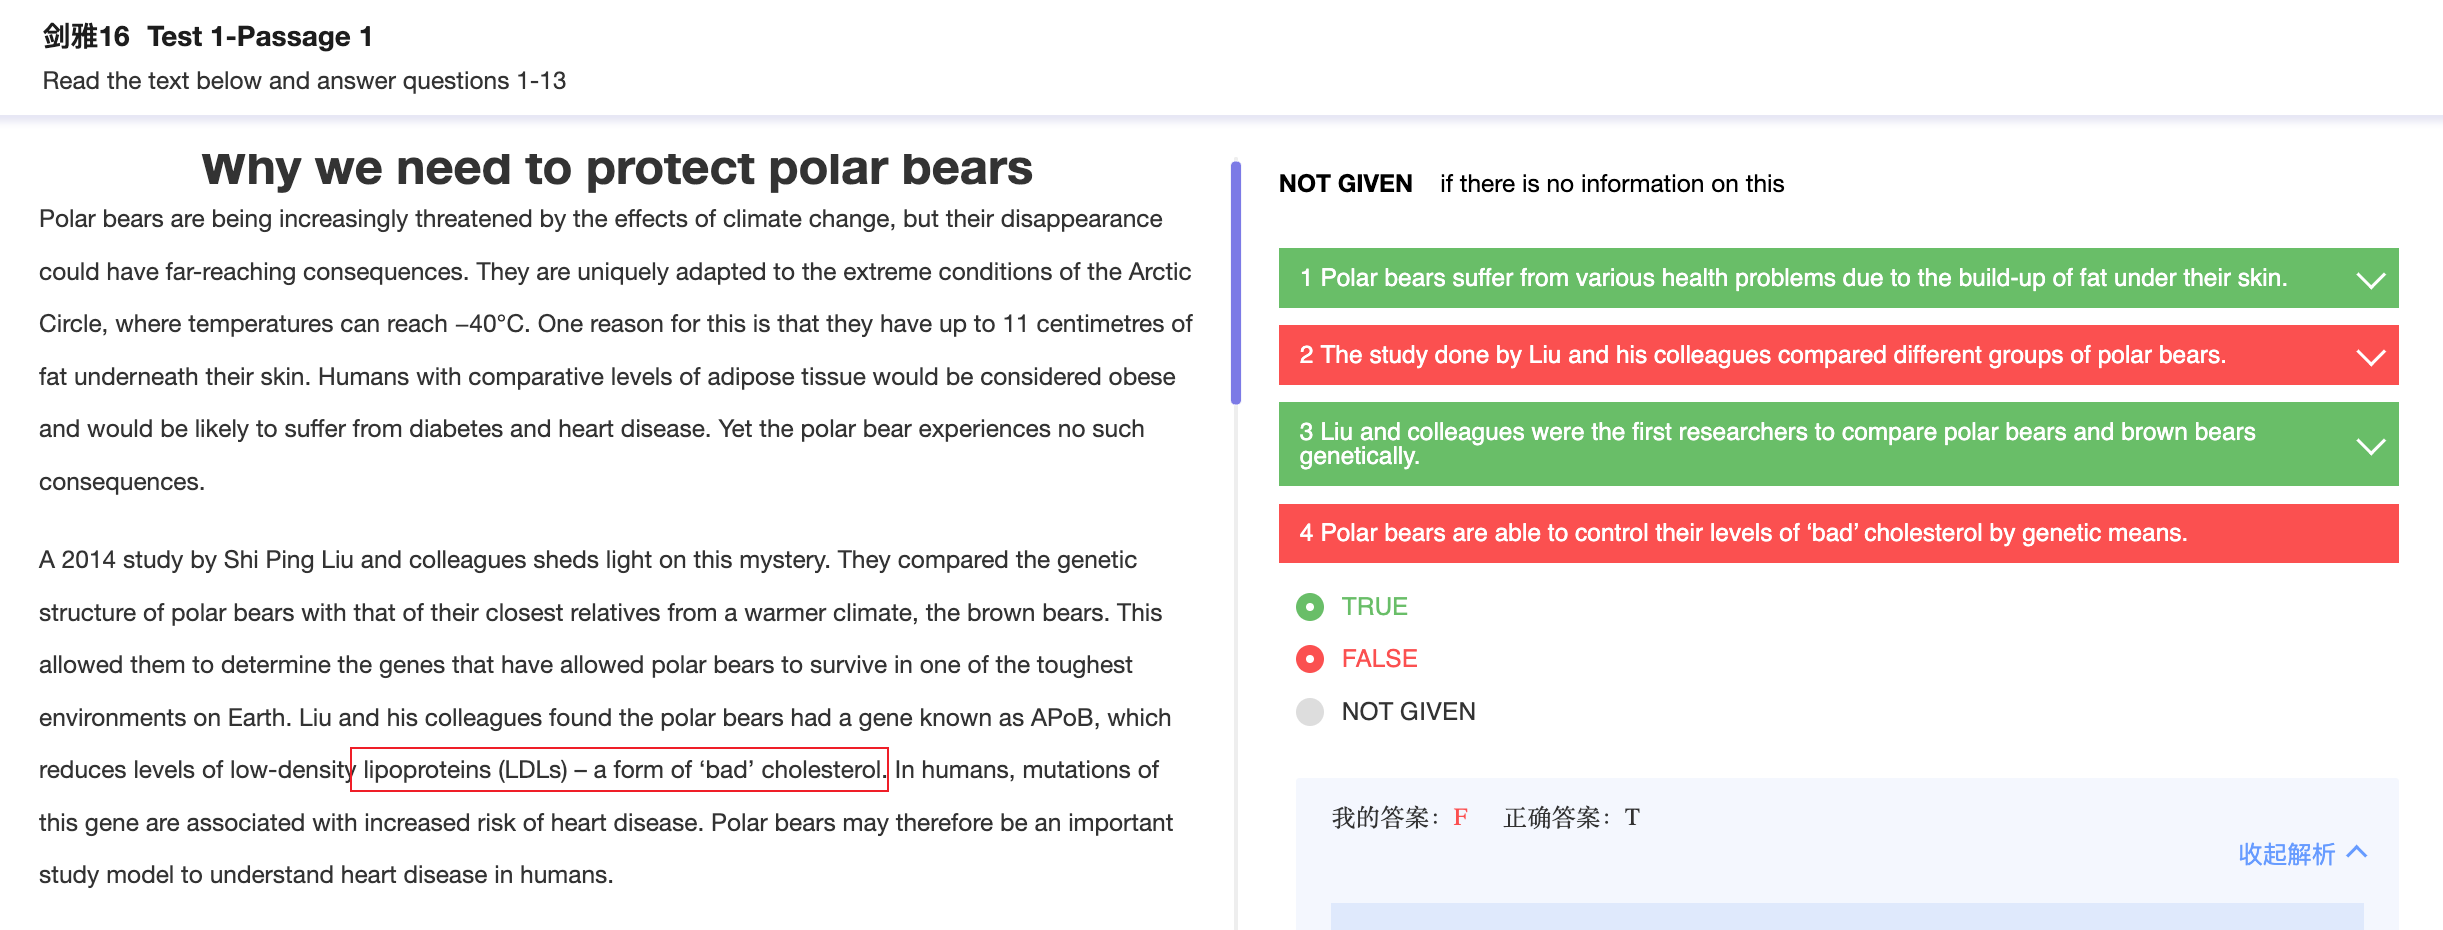 剑雅16 Test 1-Passage 1
Read the text below and answer questions 1-13
Why we need to protect polar bears
Polar bears are being increasingly threatened by the effects of climate change, but their disappearance
could have far-reaching consequences. They are uniquely adapted to the extreme conditions of the Arctic
Circle, where temperatures can reach –40°C. One reason for this is that they have up to 11 centimetres of
fat underneath their skin. Humans with comparative levels of adipose tissue would be considered obese
and would be likely to suffer from diabetes and heart disease. Yet the polar bear experiences no such
consequences.
A 2014 study by Shi Ping Liu and colleagues sheds light on this mystery. They compared the genetic
structure of polar bears with that of their closest relatives from a warmer climate, the brown bears. This
allowed them to determine the genes that have allowed polar bears to survive in one of the toughest
environments on Earth. Liu and his colleagues found the polar bears had a gene known as APoB, which
reduces levels of low-density lipoproteins (LDLs) – a form of ‘bad’ cholesterol. In humans, mutations of
this gene are associated with increased risk of heart disease. Polar bears may therefore be an important
study model to understand heart disease in humans.
NOT GIVEN if there is no information on this
1 Polar bears suffer from various health problems due to the build-up of fat under their skin.
2 The study done by Liu and his colleagues compared different groups of polar bears.
3 Liu and colleagues were the first researchers to compare polar bears and brown bears
genetically.
4 Polar bears are able to control their levels of ‘bad’ cholesterol by genetic means.
TRUE
FALSE
NOT GIVEN
我的答案：F 正确答案：T
收起解析